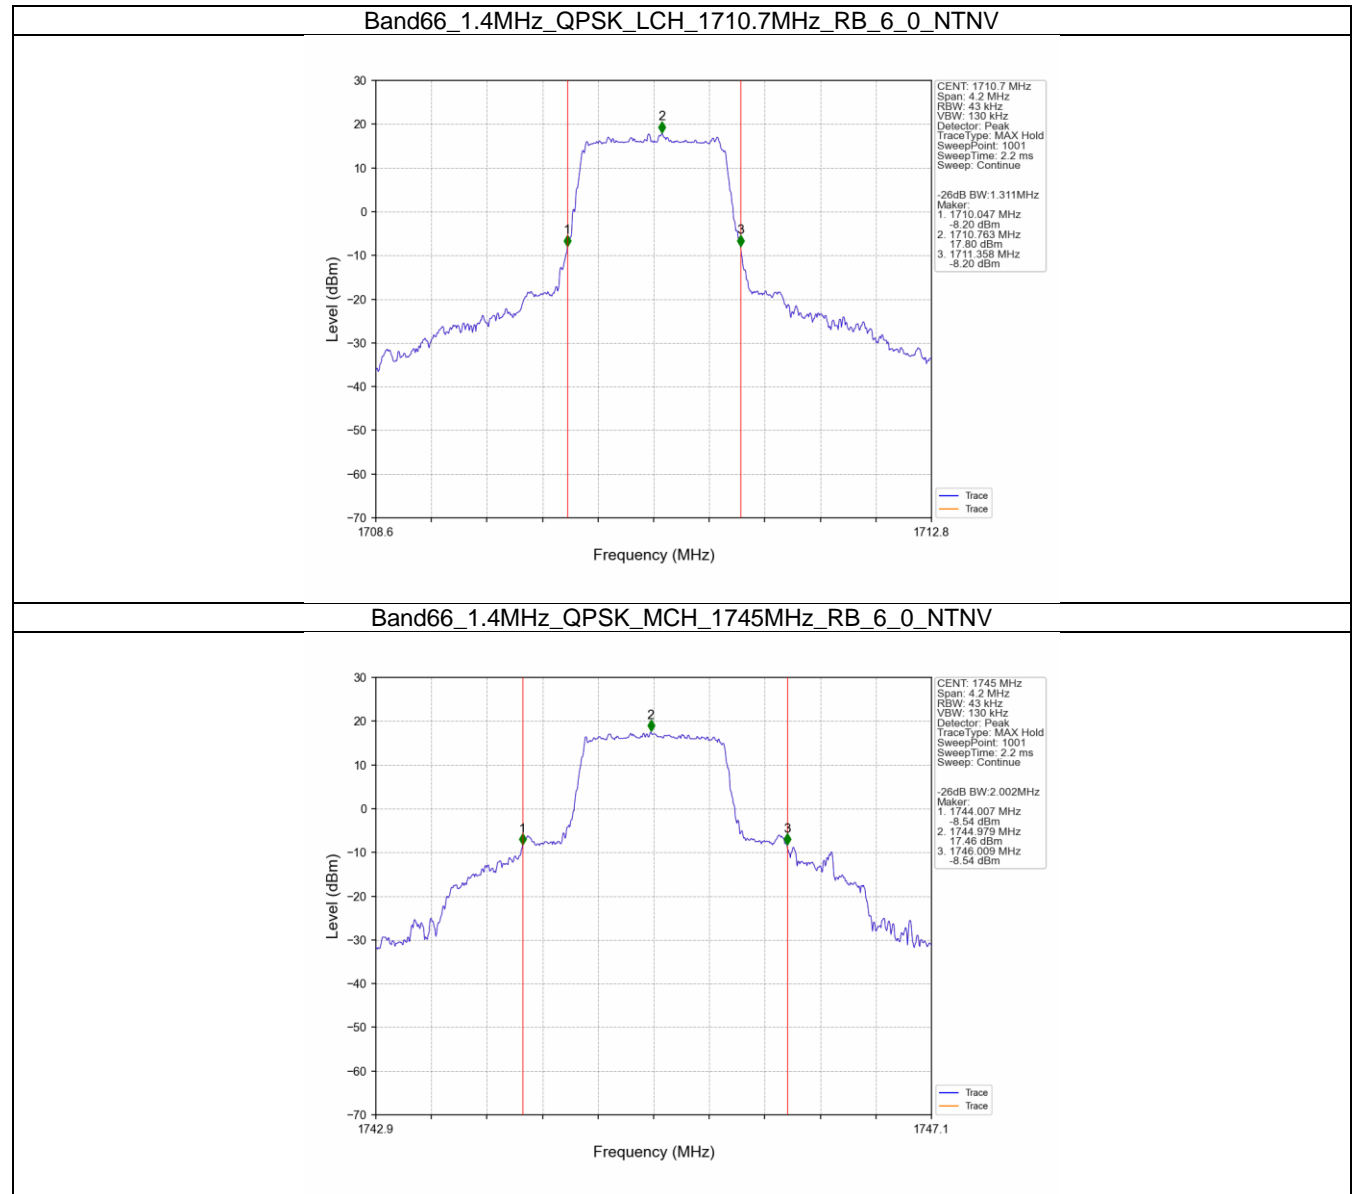 Band66_1.4MHz_QPSK_LCH_1710.7MHz_RB_6_0_NTNV
30
20
10
0
−10
−20
−30
−40
−50
−60
−70
Level (dBm)
1
2
3
1708.6
1712.8
Frequency (MHz)
CENT: 1710.7 MHz
Span: 4.2 MHz
RBW: 43 kHz
VBW: 130 kHz
Detector: Peak
TraceType: MAX Hold
SweepPoint: 1001
SweepTime: 2.2 ms
Sweep: Continue
-26dB BW:1.311MHz
Maker:
1. 1710.047 MHz
-8.20 dBm
2. 1710.763 MHz
17.80 dBm
3. 1711.358 MHz
-8.20 dBm
Trace
Trace
Band66_1.4MHz_QPSK_MCH_1745MHz_RB_6_0_NTNV
30
20
10
0
−10
−20
−30
−40
−50
−60
−70
Level (dBm)
1
2
3
1742.9
1747.1
Frequency (MHz)
CENT: 1745 MHz
Span: 4.2 MHz
RBW: 43 kHz
VBW: 130 kHz
Detector: Peak
TraceType: MAX Hold
SweepPoint: 1001
SweepTime: 2.2 ms
Sweep: Continue
-26dB BW:2.002MHz
Maker:
1. 1744.007 MHz
-8.54 dBm
2. 1744.979 MHz
17.46 dBm
3. 1746.009 MHz
-8.54 dBm
Trace
Trace